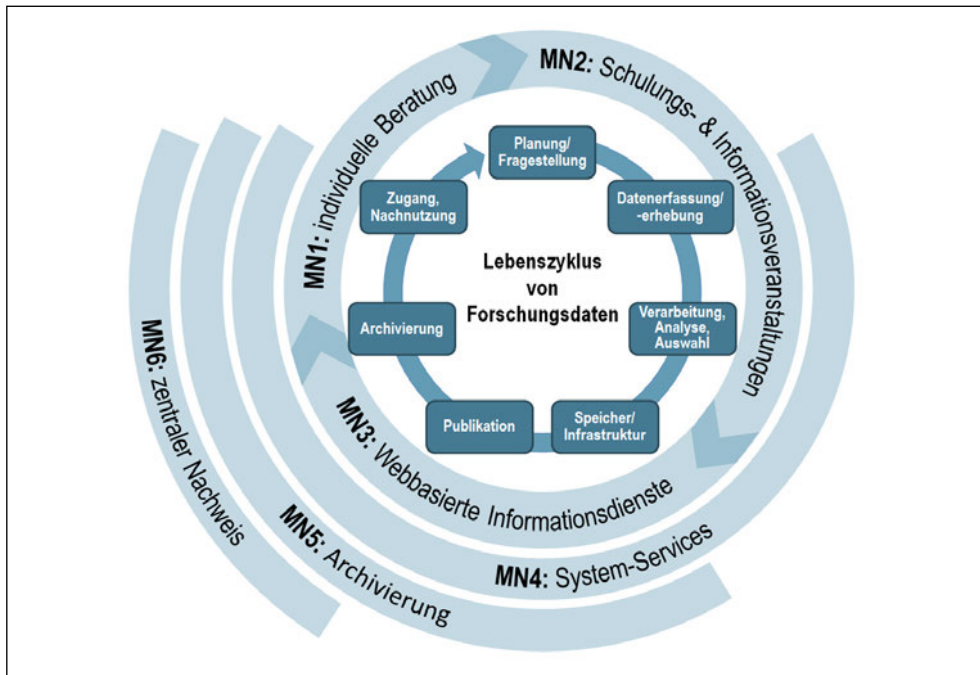 MN1: individuelle Beratung
MN2: Schulungs- & Informationsveranstaltungen
MN3: Webbasierte Informationsdienste
MN4: System-Services
MN5: Archivierung
MN6: zentraler Nachweis
Planung/
Fragestellung
Datenerfassung/
-erhebung
Verarbeitung,
Analyse,
Auswahl
Speicher/
Infrastruktur
Publikation
Archivierung
Zugang,
Nachnutzung
Lebenszyklus
von
Forschungsdaten